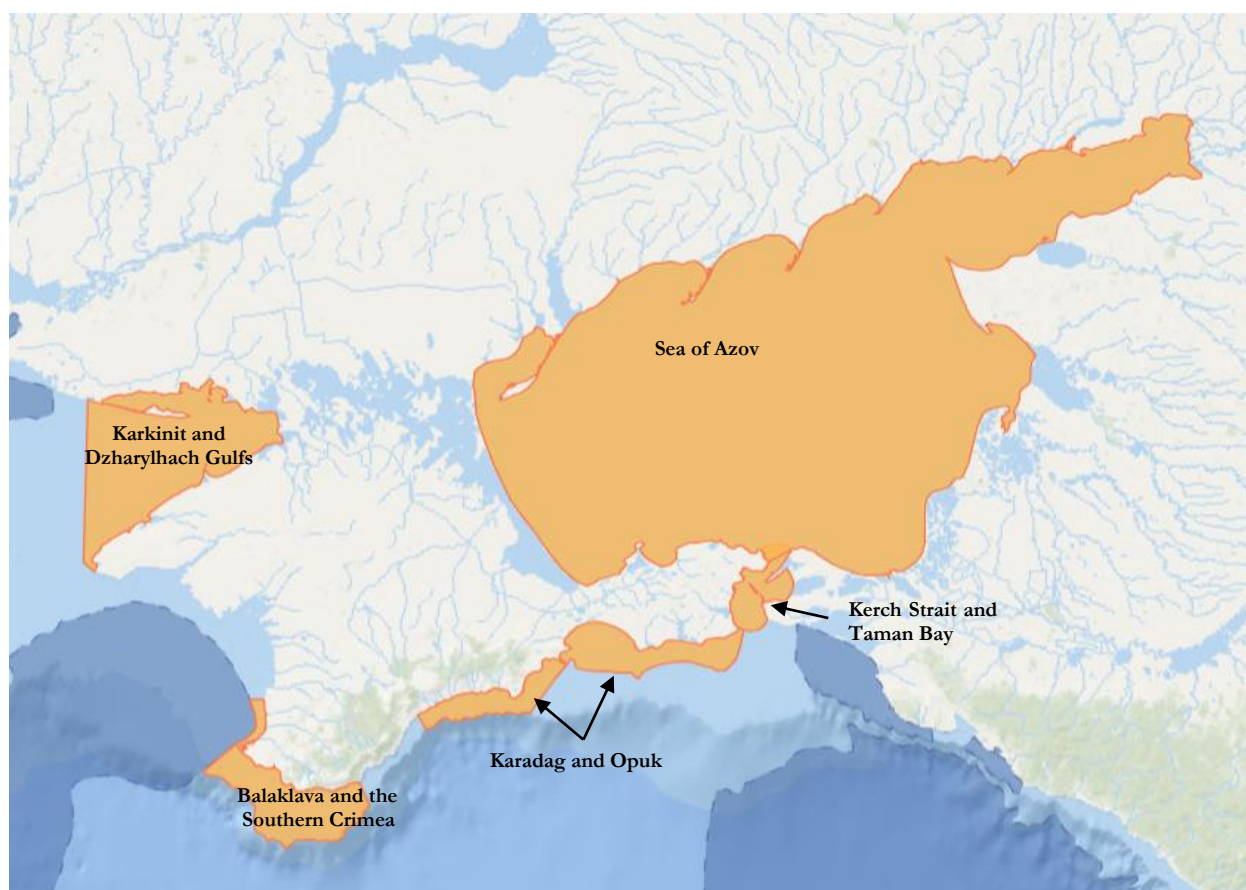 Sea of Azov
Karkinit and
Dzharylhach Gulfs
Kerch Strait and
Taman Bay
Karadag and Opuk
Balaklava and the
Southern Crimea